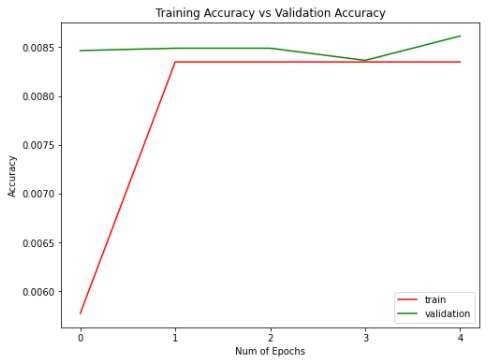 Training Accuracy vs Validation Accuracy
0.0085
0.0080
0.0075
0.0070
0.0065
0.0060
Accuracy
0 1 2 3 4
Num of Epochs
train
validation